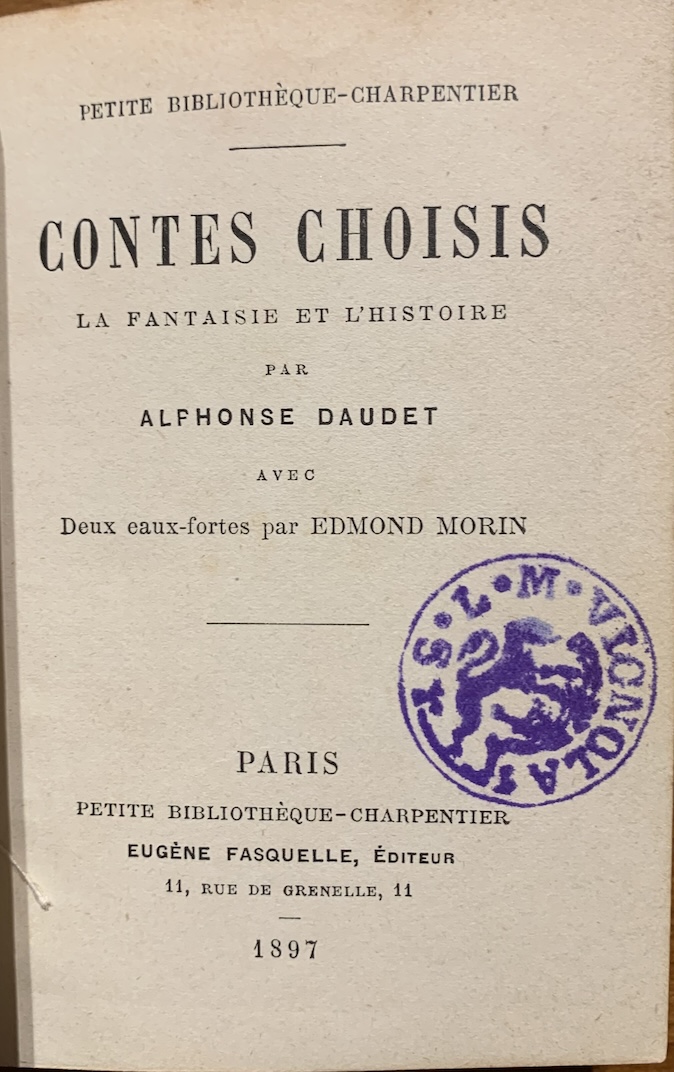 PETITE BIBLIOTHÈQUE-CHARPENTIER
CONTES CHOISIS
LA FANTAISIE ET L'HISTOIRE
PAR
ALPHONSE DAUDET
AVEC
Deux eaux-fortes par EDMOND MORIN
PARIS
PETITE BIBLIOTHÈQUE-CHARPENTIER
EUGÈNE FASQUELLE, ÉDITEUR
11, RUE DE GRENELLE, 11
1897